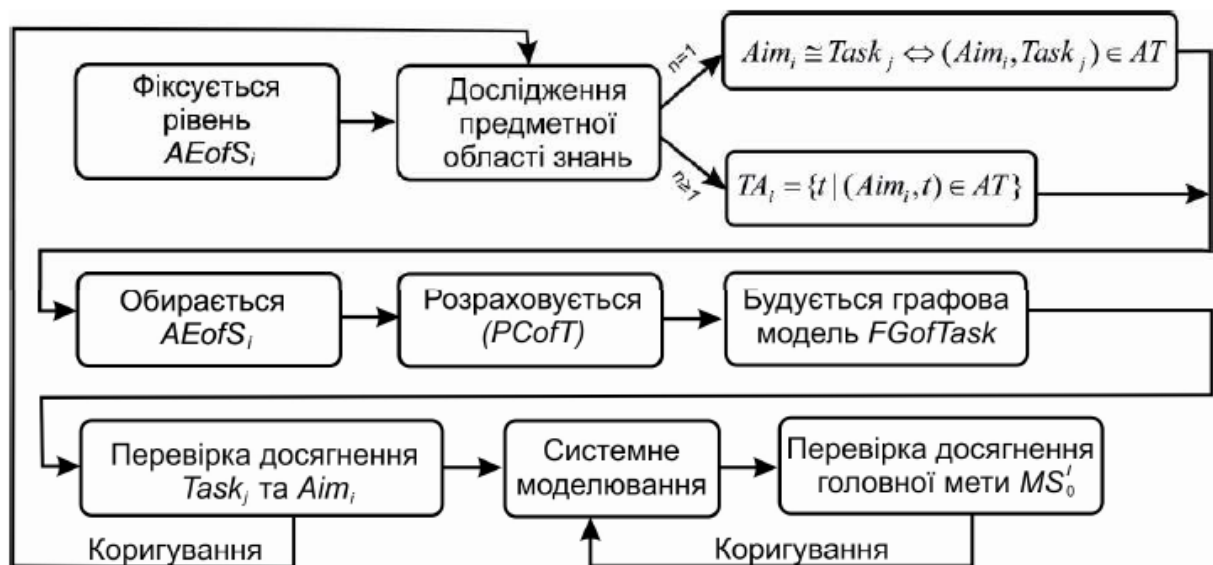 Фіксується
рівень
AEofSᵢ
Дослідження
предметної
області знань
n=1
Aimᵢ ≅ Taskⱼ ⇔ (Aimᵢ, Taskⱼ) ∈ AT
n≥1
TAᵢ = {t | (Aimᵢ, t) ∈ AT}
Обирається
AEofSᵢ
Розраховується
(PCofT)
Будується графова
модель FGofTask
Перевірка досягнення
Taskⱼ та Aimᵢ
Системне
моделювання
Перевірка досягнення
головної мети MS₀ˡ
Коригування
Коригування